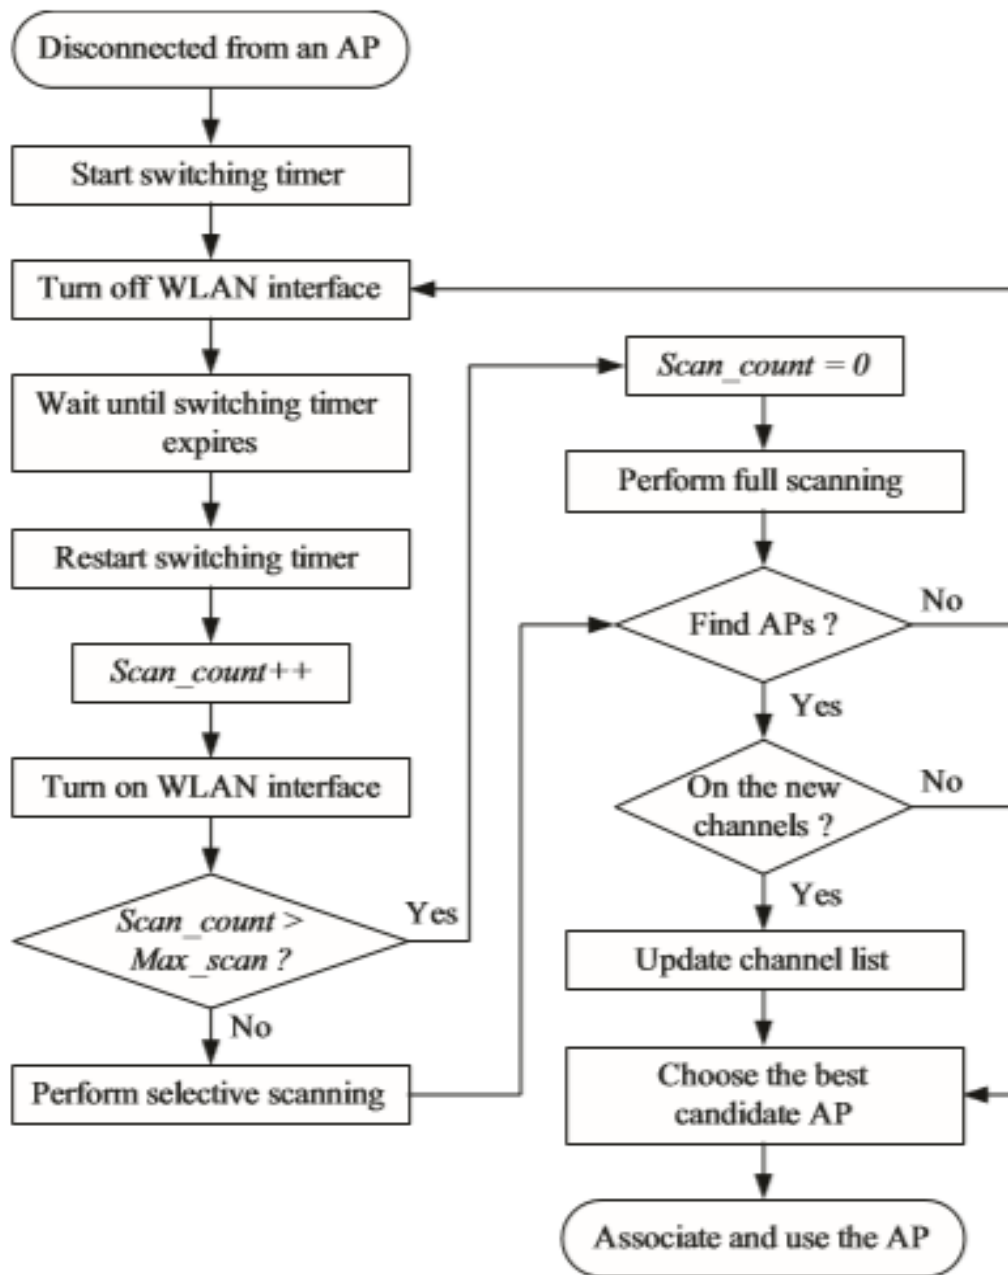 Disconnected from an AP
Start switching timer
Turn off WLAN interface
Wait until switching timer
expires
Restart switching timer
Scan_count++
Turn on WLAN interface
Scan_count >
Max_scan ?
Yes
No
Perform selective scanning
Scan_count = 0
Perform full scanning
Find APs ?
No
Yes
On the new
channels ?
No
Yes
Update channel list
Choose the best
candidate AP
Associate and use the AP